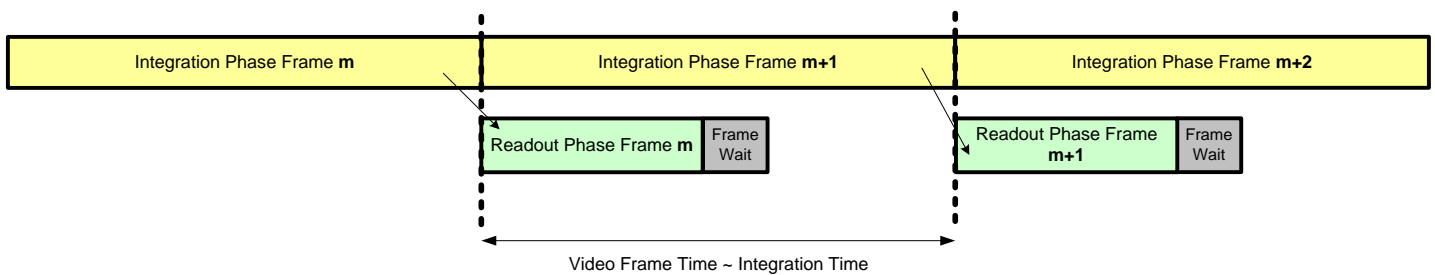 Integration Phase Frame m
Integration Phase Frame m+1
Integration Phase Frame m+2
Readout Phase Frame m
Frame
Wait
Readout Phase Frame
m+1
Frame
Wait
Video Frame Time ~ Integration Time